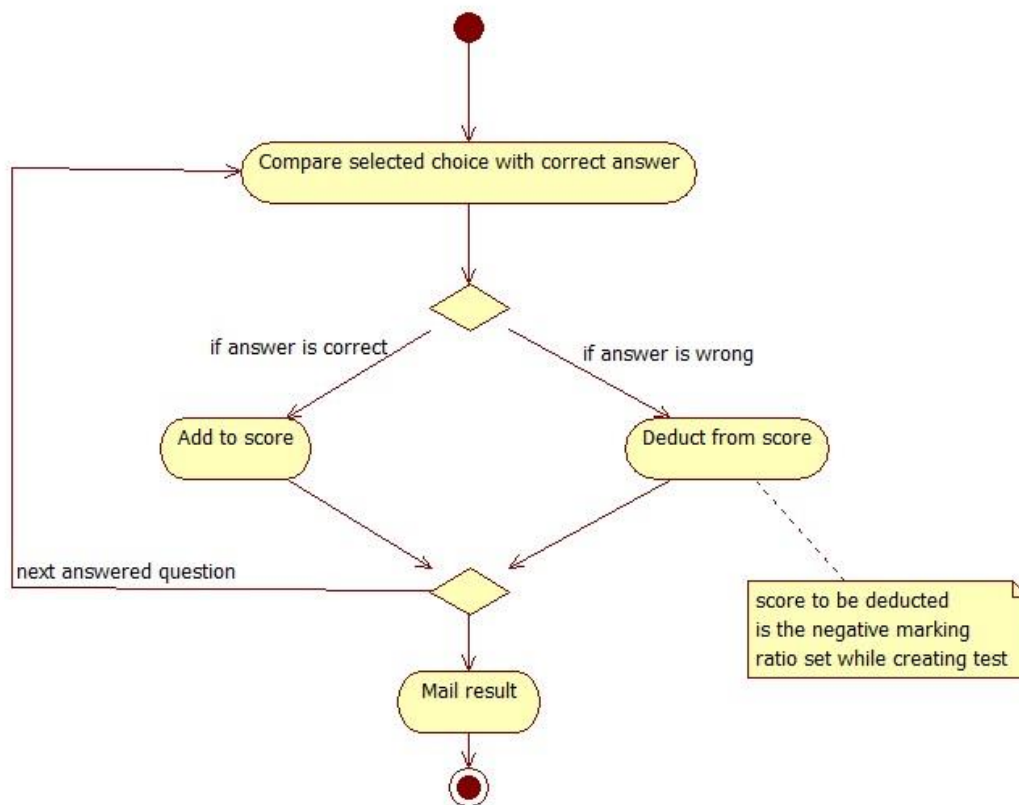 Compare selected choice with correct answer
if answer is correct
if answer is wrong
Add to score
Deduct from score
next answered question
score to be deducted
is the negative marking
ratio set while creating test
Mail result